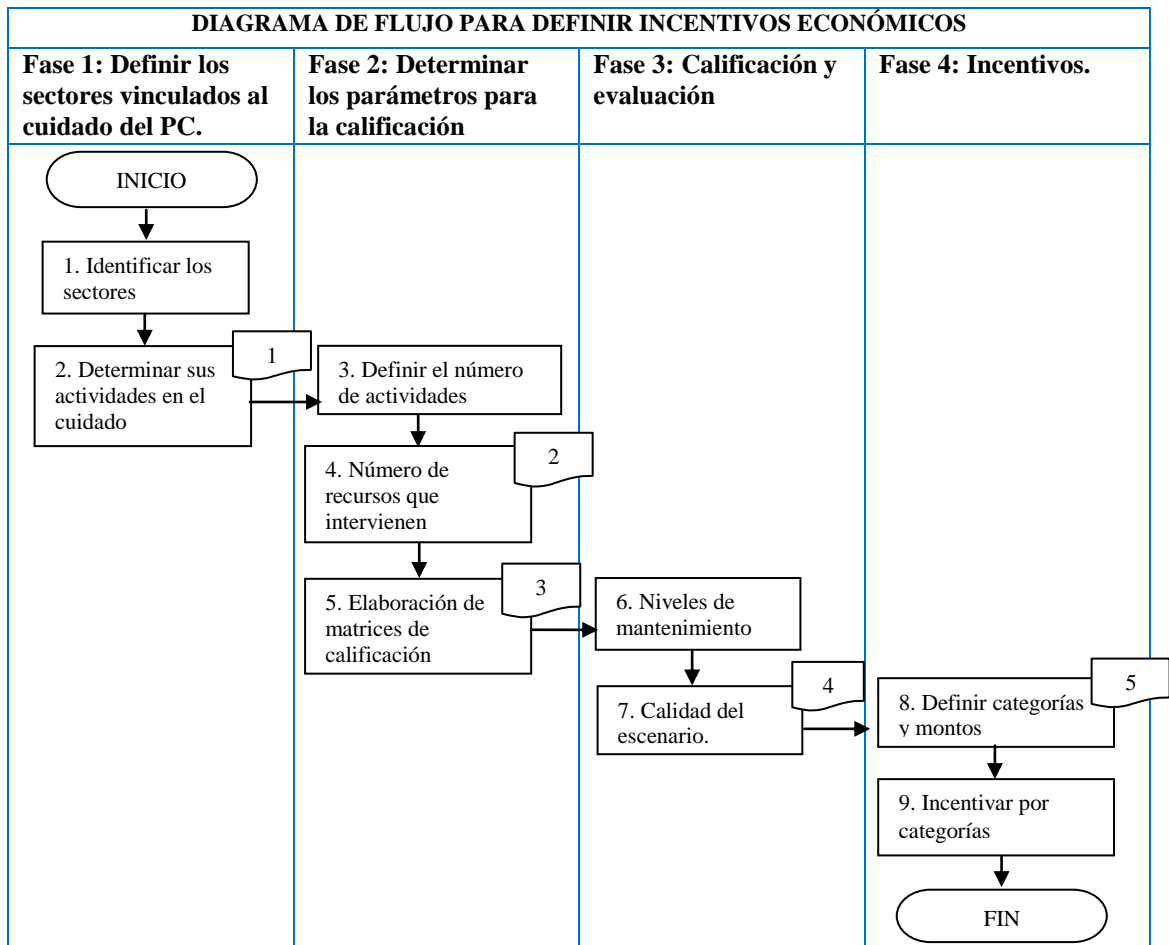 DIAGRAMA DE FLUJO PARA DEFINIR INCENTIVOS ECONÓMICOS
Fase 1: Definir los
sectores vinculados al
cuidado del PC.
Fase 2: Determinar
los parámetros para
la calificación
Fase 3: Calificación y
evaluación
Fase 4: Incentivos.
INICIO
1. Identificar los
sectores
2. Determinar sus
actividades en el
cuidado
1
3. Definir el número
de actividades
4. Número de
recursos que
intervienen
2
5. Elaboración de
matrices de
calificación
3
6. Niveles de
mantenimiento
7. Calidad del
escenario.
4
8. Definir categorías
y montos
5
9. Incentivar por
categorías
FIN